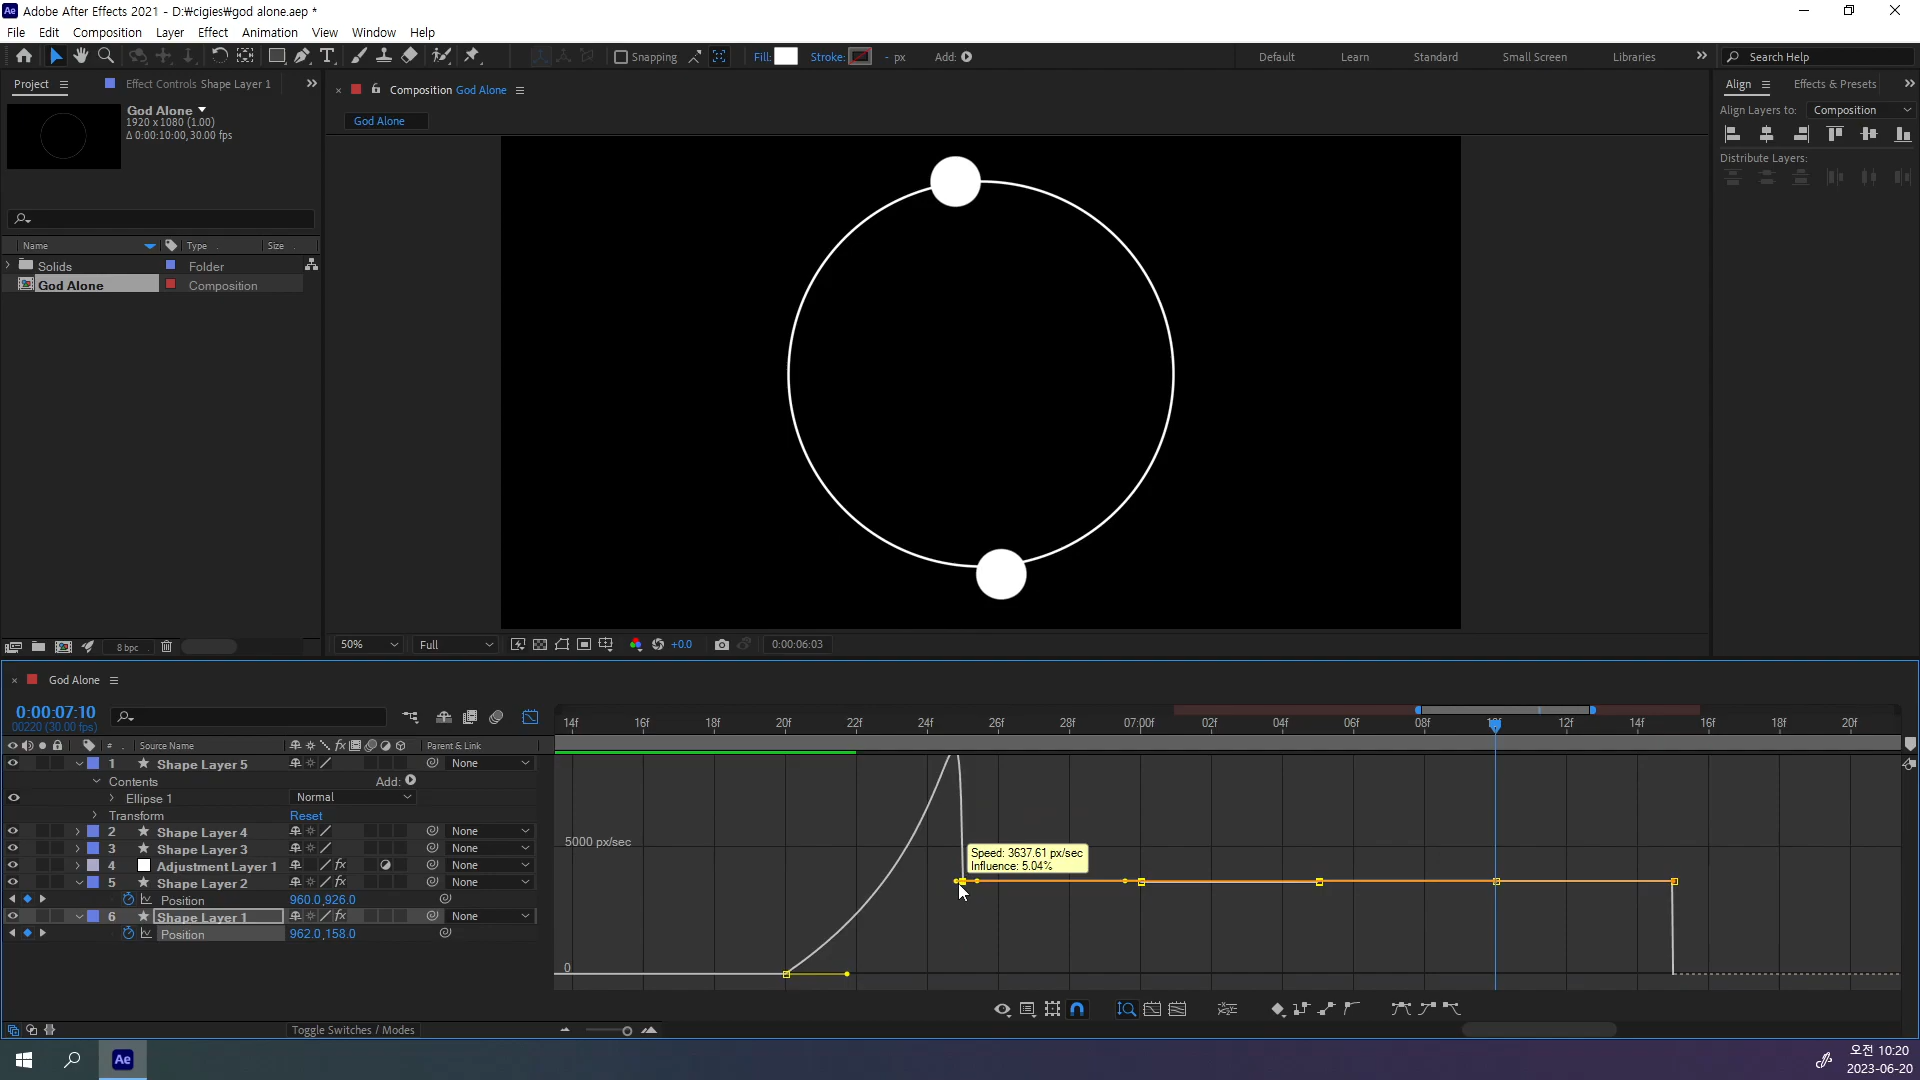 Ae Adobe After Effects 2021 - D:₩cigies₩god alone.aep *
File Edit Composition Layer Effect Animation View Window Help
Snapping Fill: Stroke: - px Add: Default Learn Standard Small Screen Libraries Search Help
Project Effect Controls Shape Layer 1
Composition God Alone
Align Effects & Presets
God Alone
1920 x 1080 (1.00)
Δ 0:00:10:00, 30.00 fps
God Alone
Align Layers to: Composition
Distribute Layers:
Name Type Size
Solids Folder
God Alone Composition
8 bpc
50% Full +0.0 0:00:06:03
God Alone
0:00:07:10
00220 (30.00 fps)
14f 16f 18f 20f 22f 24f 26f 28f 07:00f 02f 04f 06f 08f 10f 12f 14f 16f 18f 20f
# Source Name fx Parent & Link
1 Shape Layer 5 None
Contents Add:
Ellipse 1 Normal
Transform Reset
2 Shape Layer 4 None
3 Shape Layer 3 None
4 Adjustment Layer 1 fx None
5 Shape Layer 2 fx None
Position 960.0,926.0
6 Shape Layer 1 fx None
Position 962.0,158.0
5000 px/sec
Speed: 3637.61 px/sec
Influence: 5.04%
0
Toggle Switches / Modes
Ae
오전 10:20
2023-06-20